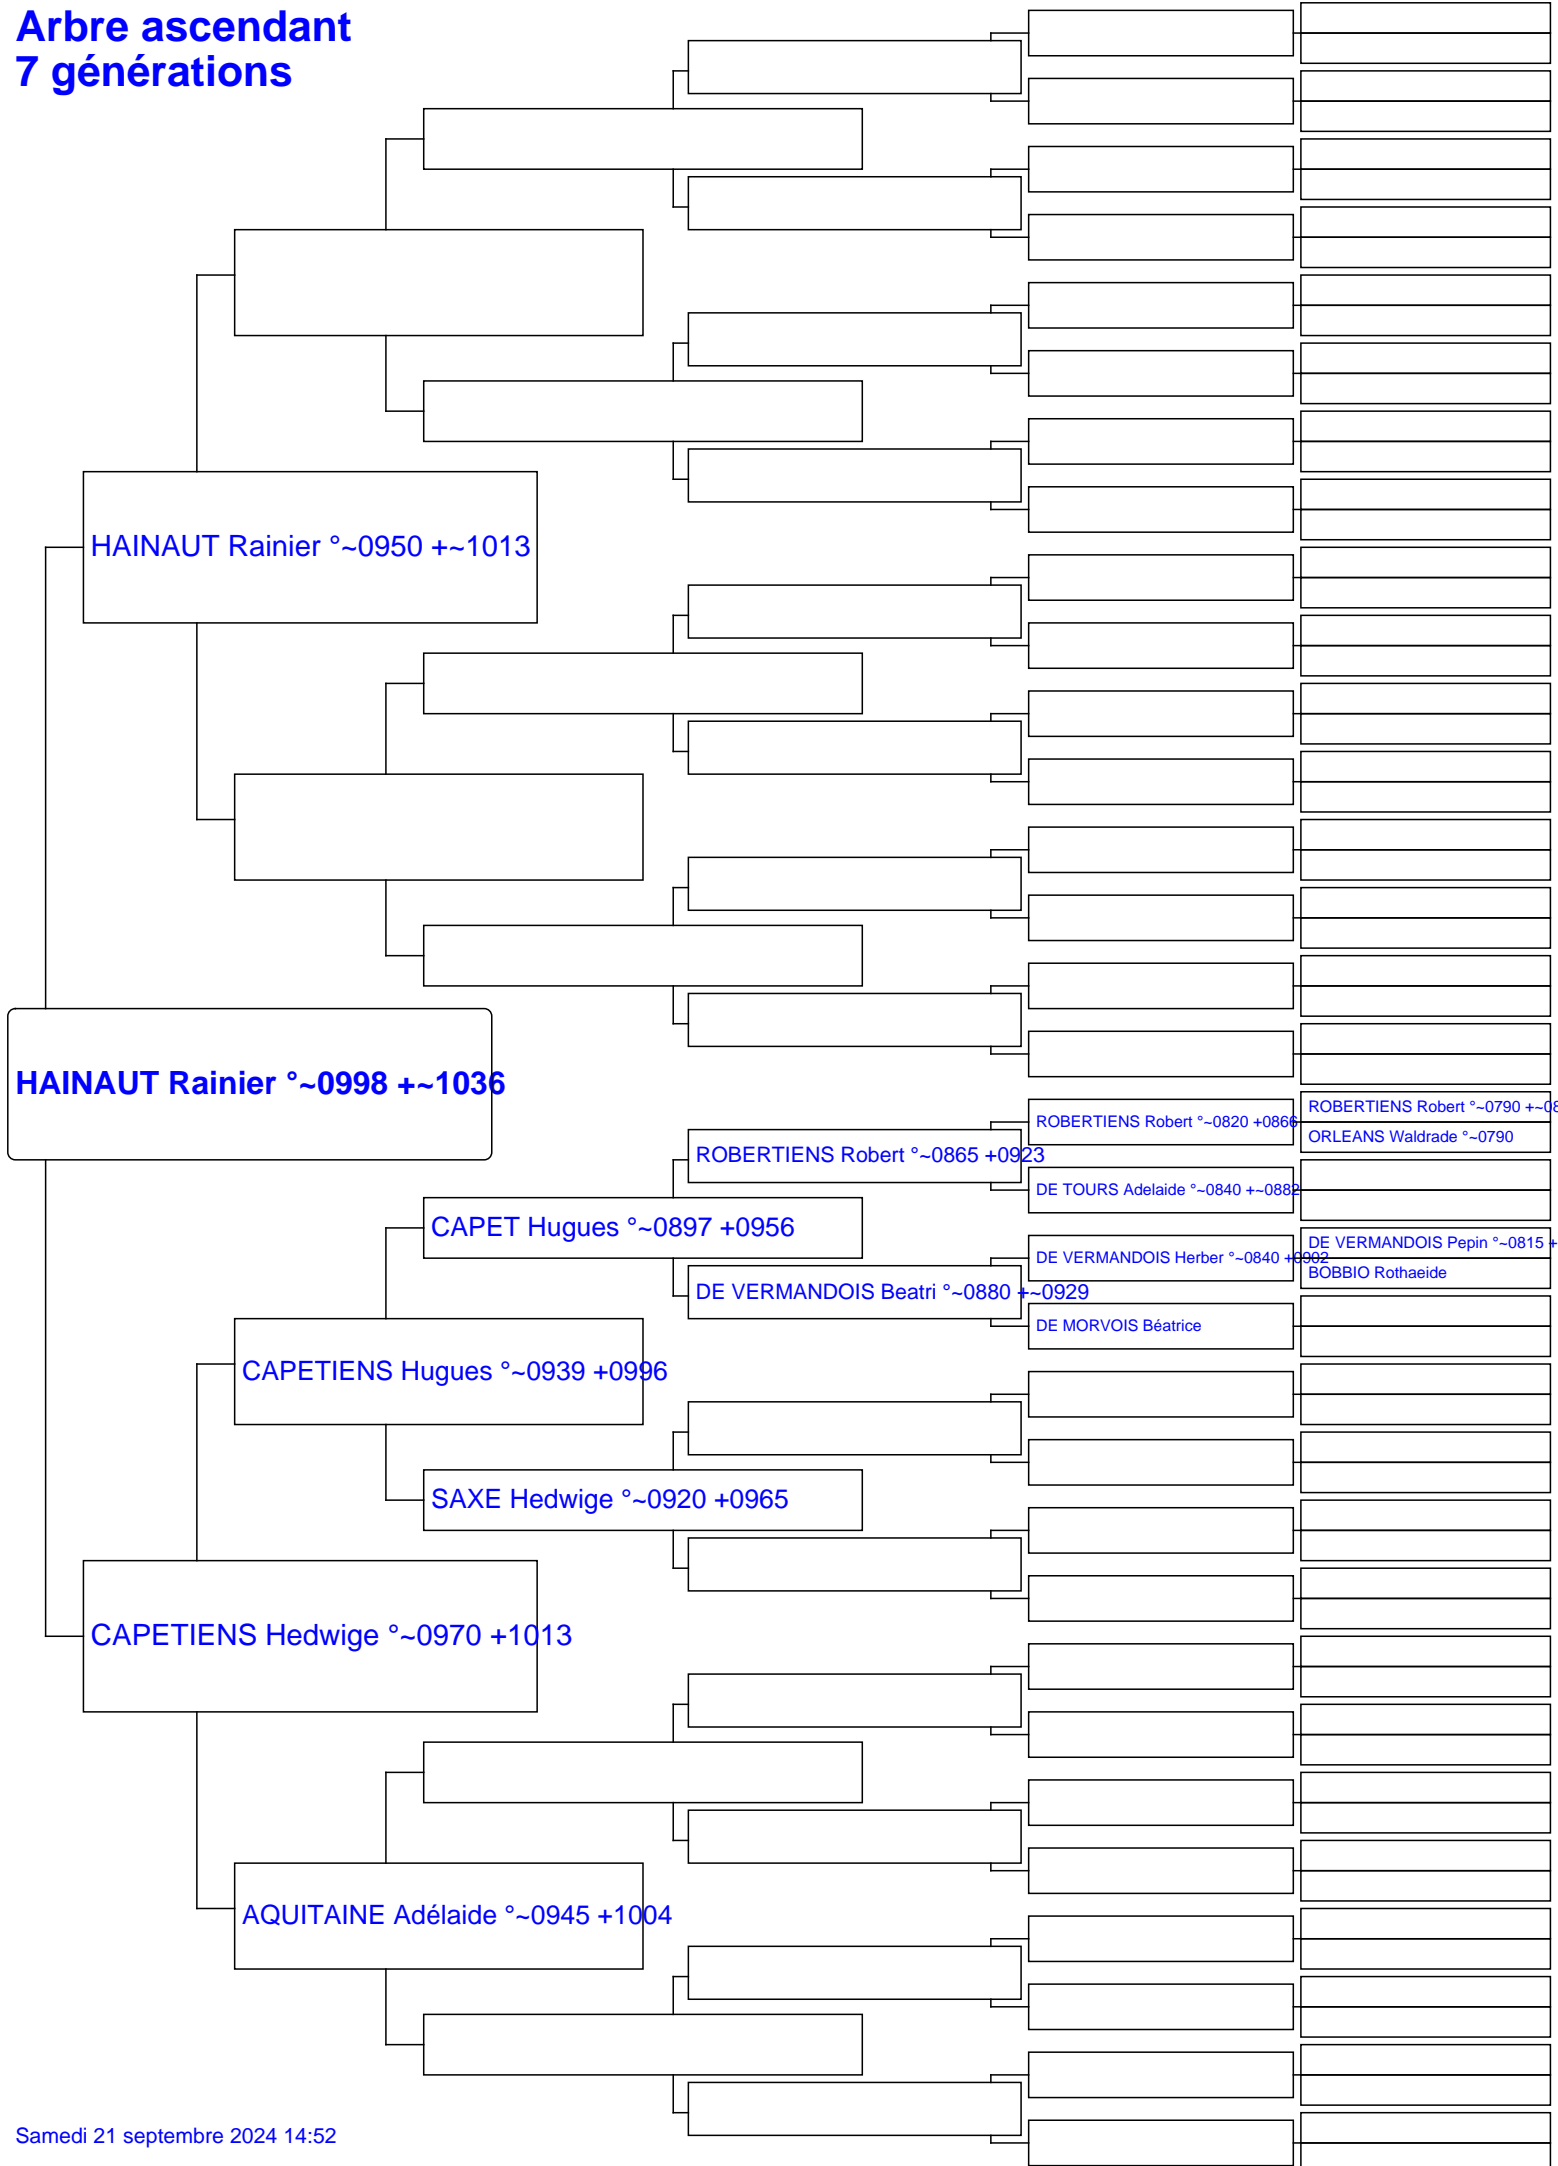 Arbre ascendant
7 générations
HAINAUT Rainier °~0950 +~1013
HAINAUT Rainier °~0998 +~1036
ROBERTIENS Robert °~0790 +~08
ROBERTIENS Robert °~0820 +0866
ORLEANS Waldrade °~0790
ROBERTIENS Robert °~0865 +0923
DE TOURS Adelaide °~0840 +~0882
CAPET Hugues °~0897 +0956
DE VERMANDOIS Pepin °~0815 +
DE VERMANDOIS Herber °~0840 +0902
BOBBIO Rothaeide
DE VERMANDOIS Beatri °~0880 +~0929
DE MORVOIS Béatrice
CAPETIENS Hugues °~0939 +0996
SAXE Hedwige °~0920 +0965
CAPETIENS Hedwige °~0970 +1013
AQUITAINE Adélaide °~0945 +1004
Samedi 21 septembre 2024 14:52